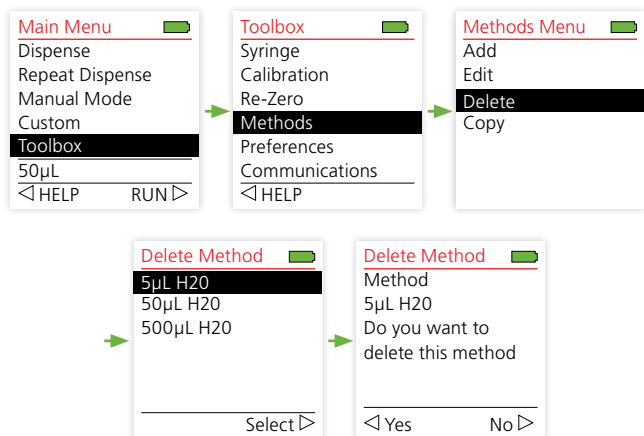 Main Menu
Dispense
Repeat Dispense
Manual Mode
Custom
Toolbox
50µL
HELP RUN
Toolbox
Syringe
Calibration
Re-Zero
Methods
Preferences
Communications
HELP
Methods Menu
Add
Edit
Delete
Copy
Delete Method
5µL H20
50µL H20
500µL H20
Select
Delete Method
Method
5µL H20
Do you want to
delete this method
Yes No